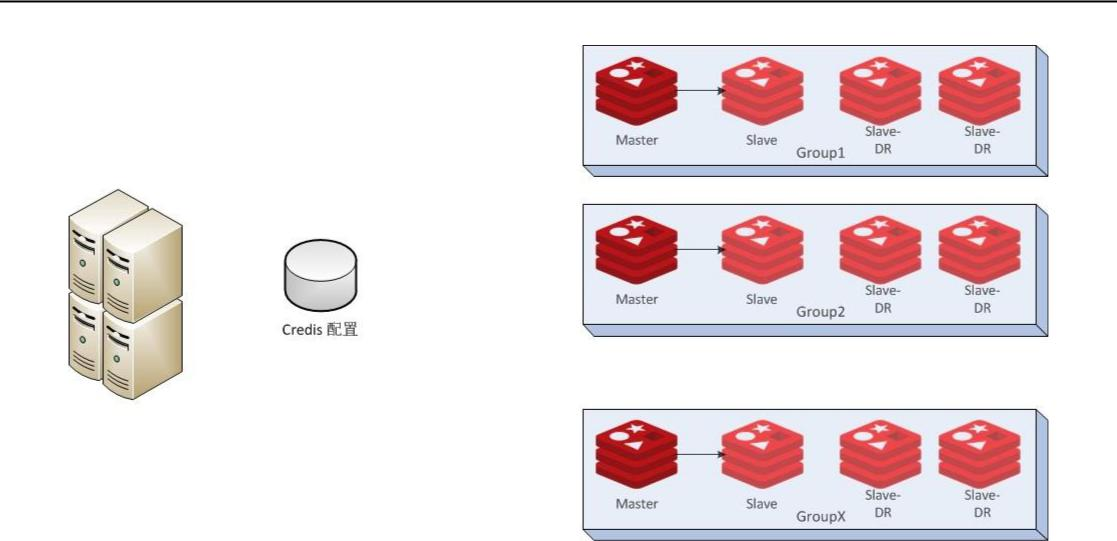 Master
Slave
Slave-
DR
Slave-
DR
Group1
Master
Slave
Slave-
DR
Slave-
DR
Group2
Credis 配置
Master
Slave
Slave-
DR
Slave-
DR
GroupX